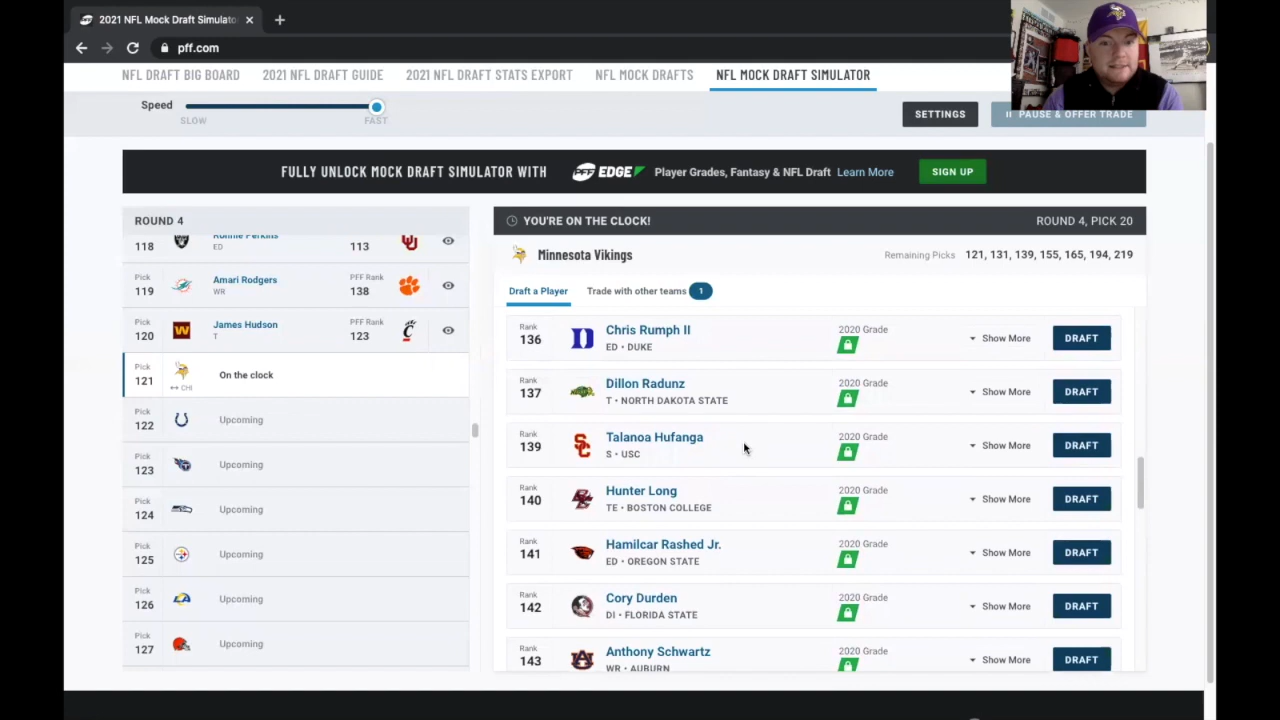 2021 NFL Mock Draft Simulato
pff.com
NFL DRAFT BIG BOARD
2021 NFL DRAFT GUIDE
2021 NFL DRAFT STATS EXPORT
NFL MOCK DRAFTS
NFL MOCK DRAFT SIMULATOR
Speed
SLOW
FAST
SETTINGS
PAUSE & OFFER TRADE
FULLY UNLOCK MOCK DRAFT SIMULATOR WITH
PFF EDGE
Player Grades, Fantasy & NFL Draft Learn More
SIGN UP
ROUND 4
118
Ronnie Perkins
ED
113
Pick
119
Amari Rodgers
WR
PFF Rank
138
Pick
120
James Hudson
T
PFF Rank
123
Pick
121
CHI
On the clock
Pick
122
Upcoming
Pick
123
Upcoming
Pick
124
Upcoming
Pick
125
Upcoming
Pick
126
Upcoming
Pick
127
Upcoming
YOU'RE ON THE CLOCK!
ROUND 4, PICK 20
Minnesota Vikings
Remaining Picks 121, 131, 139, 155, 165, 194, 219
Draft a Player
Trade with other teams 1
Rank
136
Chris Rumph II
ED • DUKE
2020 Grade
Show More
DRAFT
Rank
137
Dillon Radunz
T • NORTH DAKOTA STATE
2020 Grade
Show More
DRAFT
Rank
139
Talanoa Hufanga
S • USC
2020 Grade
Show More
DRAFT
Rank
140
Hunter Long
TE • BOSTON COLLEGE
2020 Grade
Show More
DRAFT
Rank
141
Hamilcar Rashed Jr.
ED • OREGON STATE
2020 Grade
Show More
DRAFT
Rank
142
Cory Durden
DI • FLORIDA STATE
2020 Grade
Show More
DRAFT
Rank
143
Anthony Schwartz
WR • AUBURN
2020 Grade
Show More
DRAFT